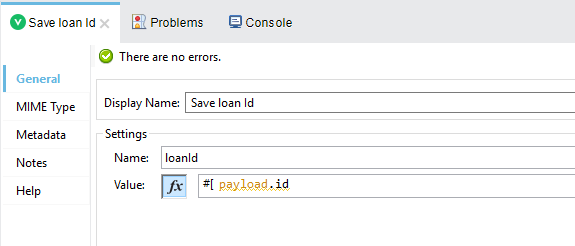 Save loan Id Problems Console
There are no errors.
General
MIME Type
Metadata
Notes
Help
Display Name: Save loan Id
Settings
Name: loanId
Value: fx #[ payload.id